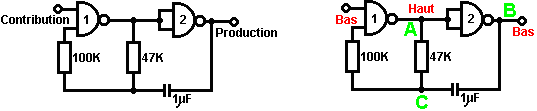 Contribution
1
2
Production
100K
47K
1µF
Bas
1
Haut
2
B
Bas
A
100K
47K
C
1µF